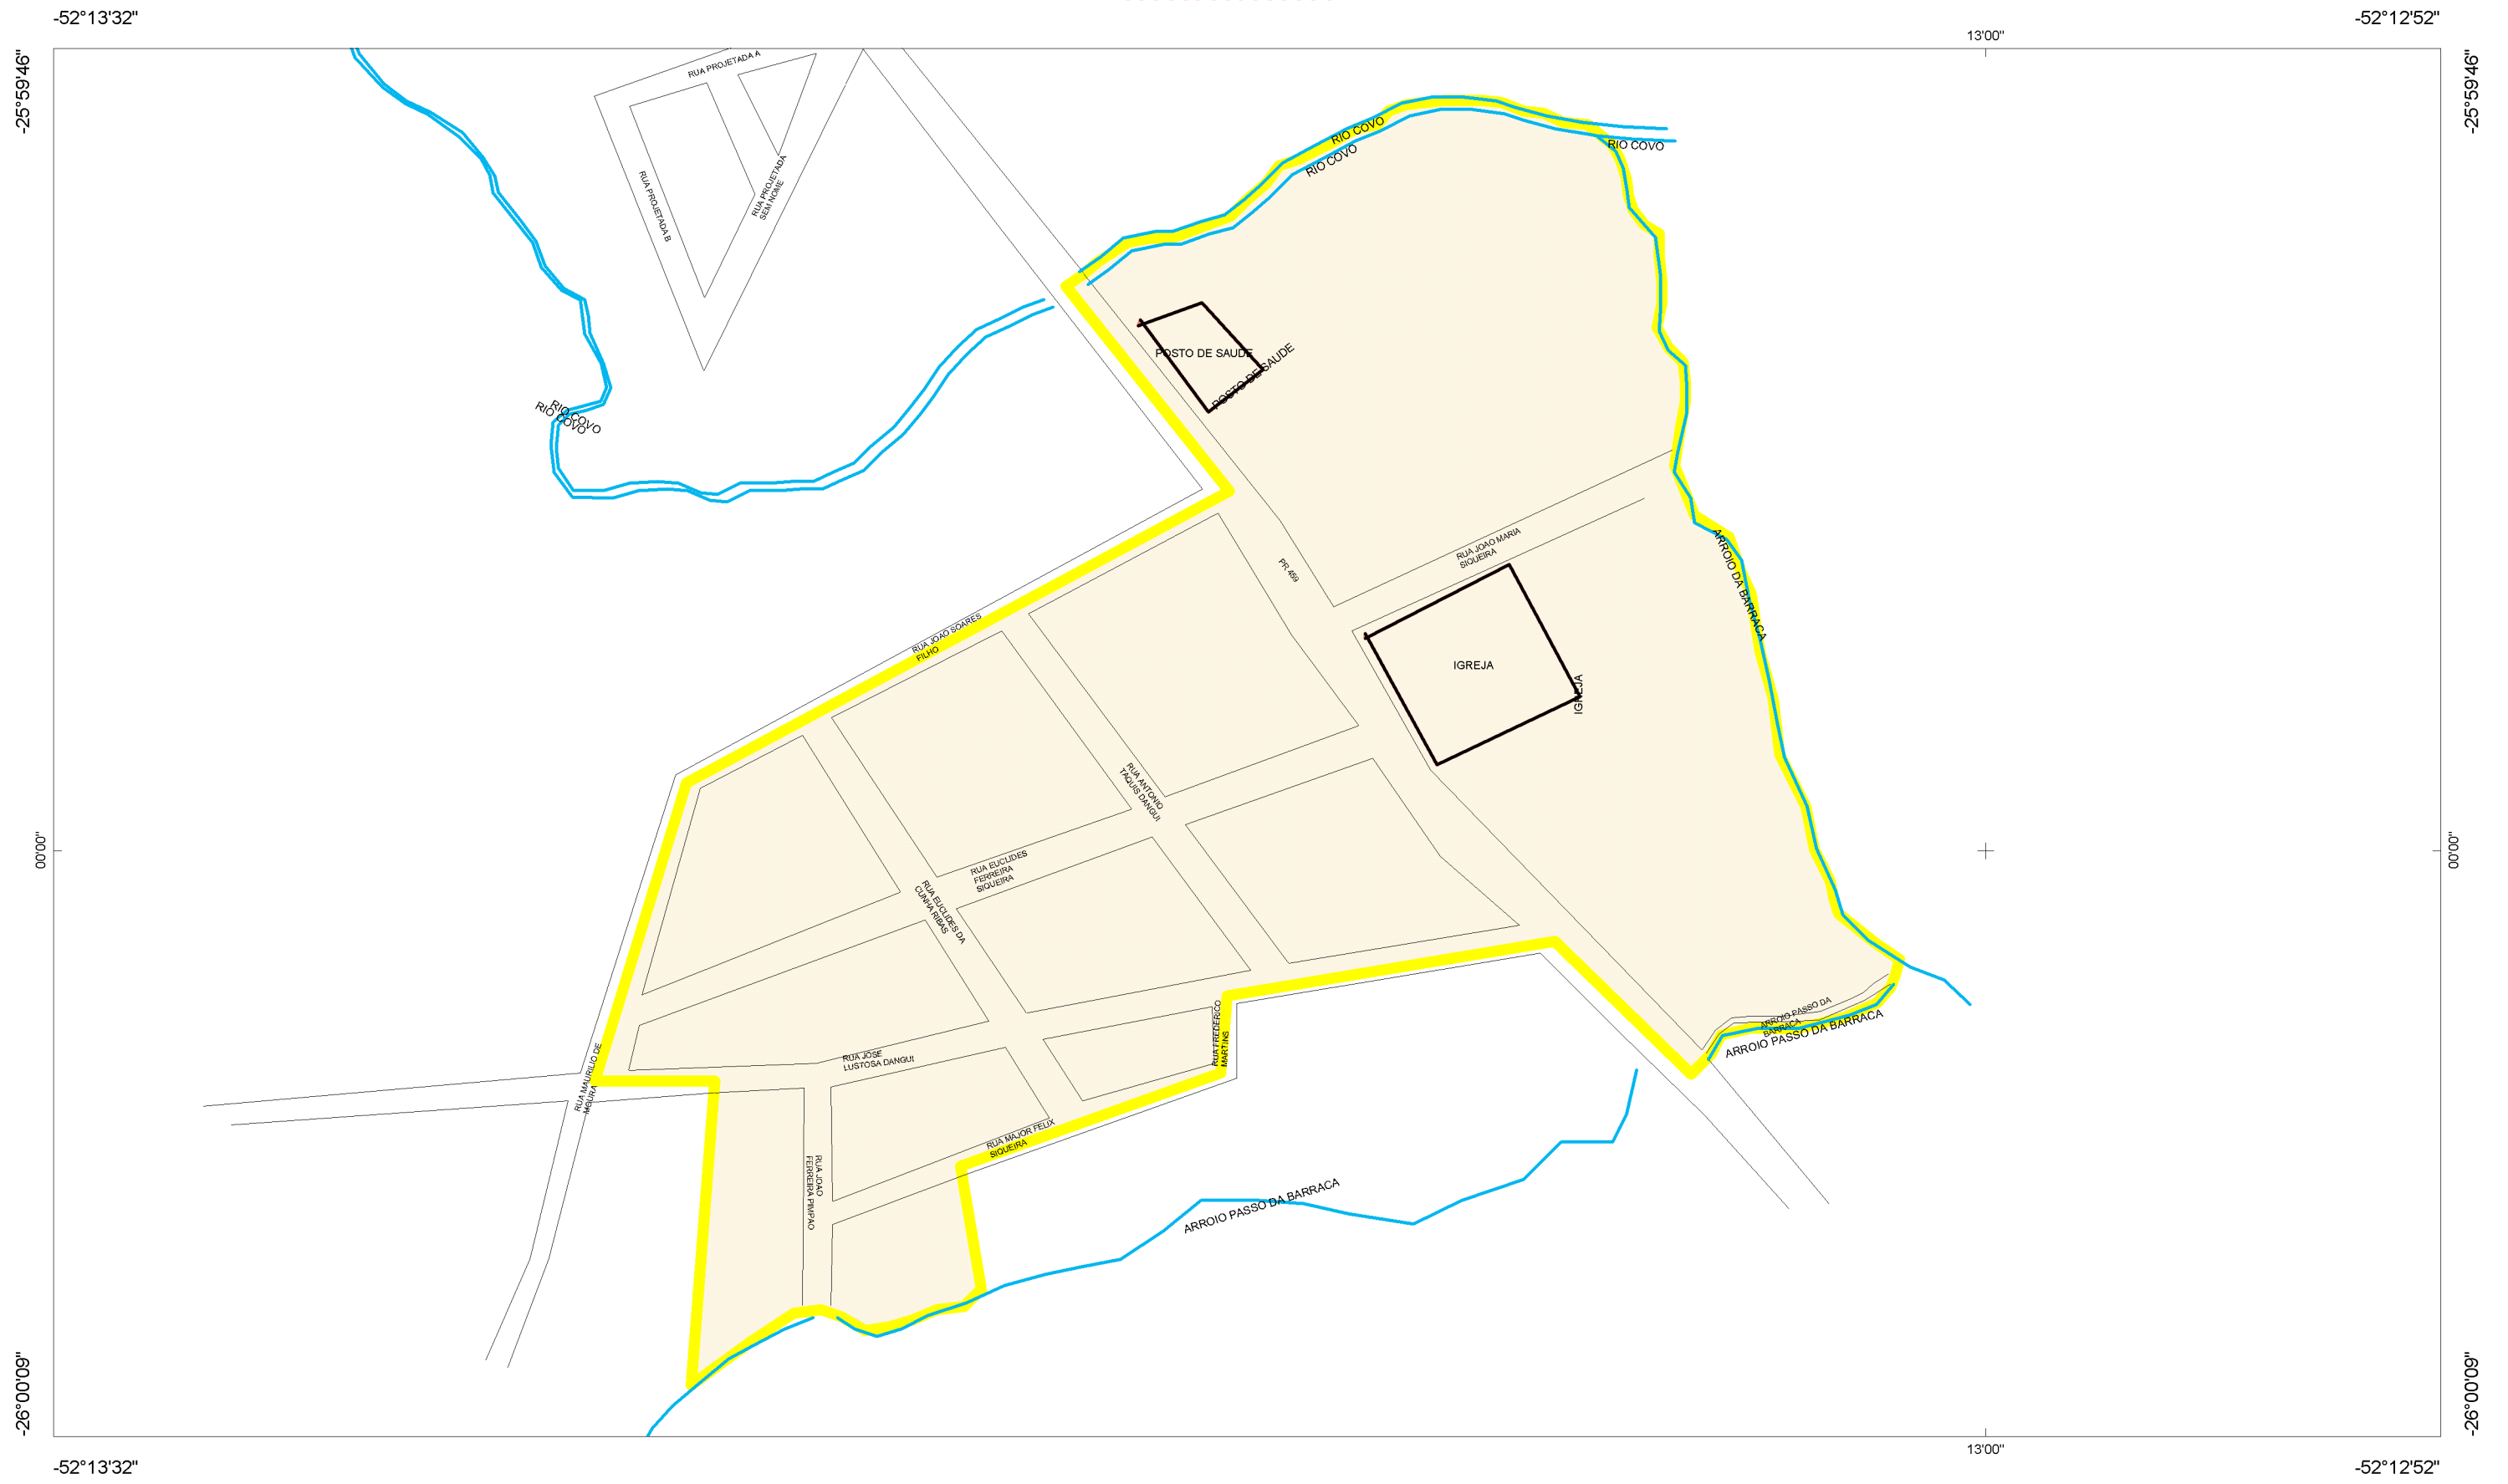 -52°13'32"
-52°12'52"
13'00"
-25°59'46"
-25°59'46"
RUA PROJETADA A
RIO COVO
RIO COVO
RIO COVO
RUA PROJETADA B
RUA PROJETADA
SEM NOME
POSTO DE SAUDE
POSTO DE SAUDE
RIO COVO
RIO COVO
RUA JOAO MARIA
SIQUEIRA
PR 459
ARROIO DA BARRACA
RUA JOAO SOARES
FILHO
IGREJA
IGREJA
RUA ANTONIO
TAQUIS DANGUI
00'00"
00'00"
RUA EUCLIDES
FERREIRA
SIQUEIRA
RUA EUCLIDES DA
CUNHA RIBAS
RUA FREDERICO
MARTINS
ARROIO PASSO DA
BARRACA
ARROIO PASSO DA BARRACA
RUA JOSE
LUSTOSA DANGUI
RUA MAURILIO DE
MOURA
RUA MAJOR FELIX
SIQUEIRA
RUA JOAO
FERREIRA PIMPAO
ARROIO PASSO DA BARRACA
-26°00'09"
-26°00'09"
13'00"
-52°13'32"
-52°12'52"